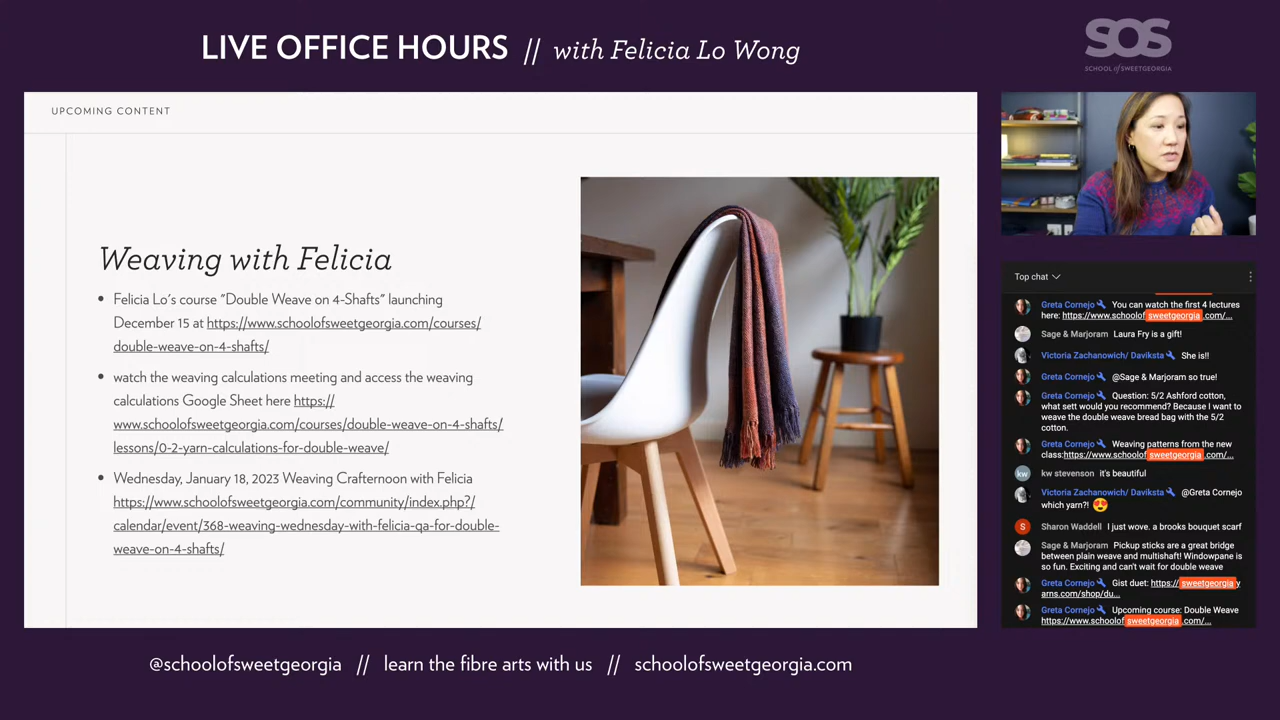 LIVE OFFICE HOURS // with Felicia Lo Wong
SOS
SCHOOL of SWEETGEORGIA
UPCOMING CONTENT
Weaving with Felicia
• Felicia Lo's course "Double Weave on 4-Shafts" launching
December 15 at https://www.schoolofsweetgeorgia.com/courses/
double-weave-on-4-shafts/
• watch the weaving calculations meeting and access the weaving
calculations Google Sheet here https://
www.schoolofsweetgeorgia.com/courses/double-weave-on-4-shafts/
lessons/0-2-yarn-calculations-for-double-weave/
• Wednesday, January 18, 2023 Weaving Crafternoon with Felicia
https://www.schoolofsweetgeorgia.com/community/index.php?/
calendar/event/368-weaving-wednesday-with-felicia-qa-for-double-
weave-on-4-shafts/
Top chat
Greta Cornejo You can watch the first 4 lectures
here: https://www.schoolofsweetgeorgia.com/...
Sage & Marjoram Laura Fry is a gift!
Victoria Zachanowich/ Daviksta She is!!
Greta Cornejo @Sage & Marjoram so true!
Greta Cornejo Question: 5/2 Ashford cotton,
what sett would you recommend? Because I want to
weave the double weave bread bag with the 5/2
cotton.
Greta Cornejo Weaving patterns from the new
class:https://www.schoolofsweetgeorgia.com/...
kw
kw stevenson it's beautiful
Victoria Zachanowich/ Daviksta @Greta Cornejo
which yarn?! 😍
S
Sharon Waddell I just wove. a brooks bouquet scarf
Sage & Marjoram Pickup sticks are a great bridge
between plain weave and multishaft! Windowpane is
so fun. Exciting and can't wait for double weave
Greta Cornejo Gist duet: https://sweetgeorgiay
arns.com/shop/du...
Greta Cornejo Upcoming course: Double Weave
https://www.schoolofsweetgeorgia.com/...
@schoolofsweetgeorgia // learn the fibre arts with us // schoolofsweetgeorgia.com